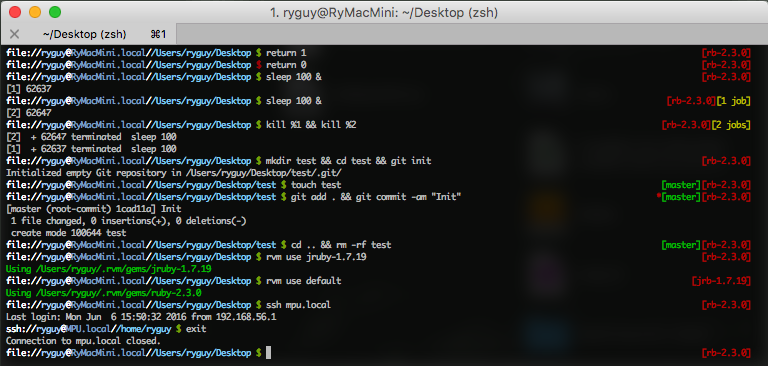 1. ryguy@RyMacMini: ~/Desktop (zsh)
✕ ~/Desktop (zsh) ⌘1
file://ryguy@RyMacMini.local//Users/ryguy/Desktop $ return 1 [rb-2.3.0]
file://ryguy@RyMacMini.local//Users/ryguy/Desktop $ return 0 [rb-2.3.0]
file://ryguy@RyMacMini.local//Users/ryguy/Desktop $ sleep 100 & [rb-2.3.0]
[1] 62637
file://ryguy@RyMacMini.local//Users/ryguy/Desktop $ sleep 100 & [rb-2.3.0][1 job]
[2] 62647
file://ryguy@RyMacMini.local//Users/ryguy/Desktop $ kill %1 && kill %2 [rb-2.3.0][2 jobs]
[2]  + 62647 terminated  sleep 100
[1]  + 62637 terminated  sleep 100
file://ryguy@RyMacMini.local//Users/ryguy/Desktop $ mkdir test && cd test && git init [rb-2.3.0]
Initialized empty Git repository in /Users/ryguy/Desktop/test/.git/
file://ryguy@RyMacMini.local//Users/ryguy/Desktop/test $ touch test [master][rb-2.3.0]
file://ryguy@RyMacMini.local//Users/ryguy/Desktop/test $ git add . && git commit -am "Init" *[master][rb-2.3.0]
[master (root-commit) 1cad11a] Init
 1 file changed, 0 insertions(+), 0 deletions(-)
 create mode 100644 test
file://ryguy@RyMacMini.local//Users/ryguy/Desktop/test $ cd .. && rm -rf test [master][rb-2.3.0]
file://ryguy@RyMacMini.local//Users/ryguy/Desktop $ rvm use jruby-1.7.19 [rb-2.3.0]
Using /Users/ryguy/.rvm/gems/jruby-1.7.19
file://ryguy@RyMacMini.local//Users/ryguy/Desktop $ rvm use default [jrb-1.7.19]
Using /Users/ryguy/.rvm/gems/ruby-2.3.0
file://ryguy@RyMacMini.local//Users/ryguy/Desktop $ ssh mpu.local [rb-2.3.0]
Last login: Mon Jun  6 15:50:32 2016 from 192.168.56.1
ssh://ryguy@MPU.local//home/ryguy $ exit
Connection to mpu.local closed.
file://ryguy@RyMacMini.local//Users/ryguy/Desktop $ [rb-2.3.0]